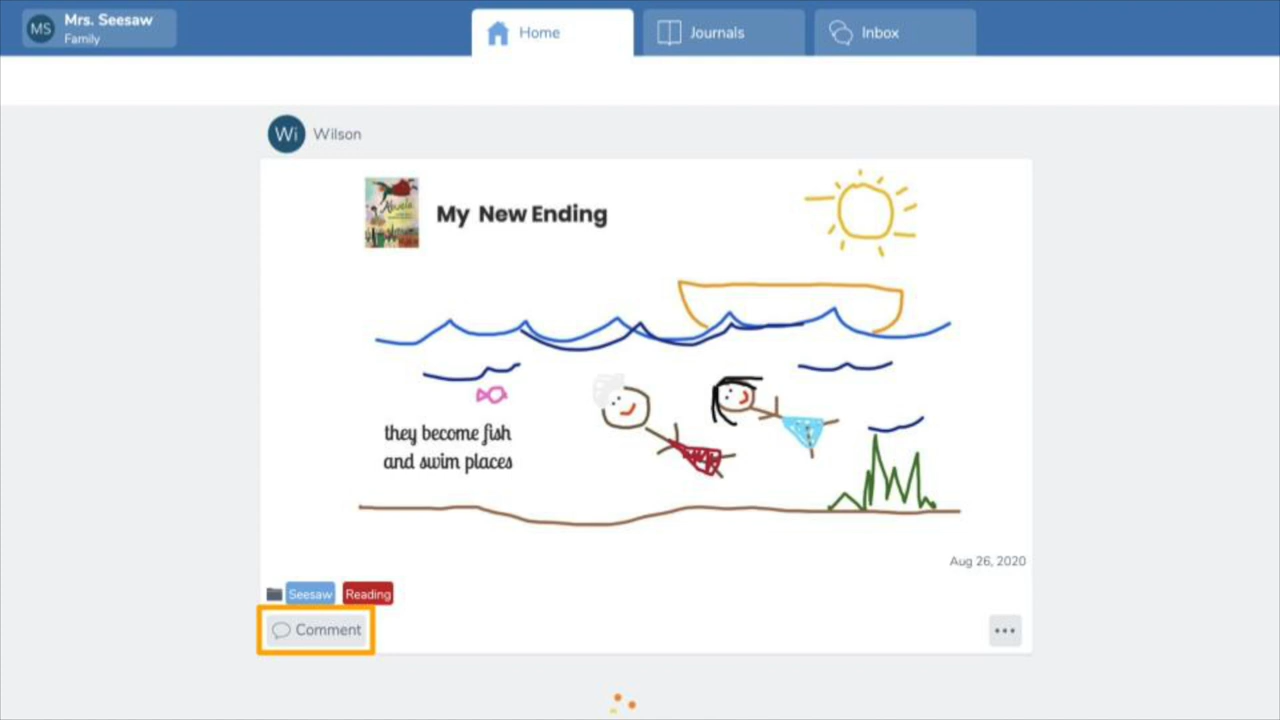 MS
Mrs. Seesaw
Family
Home
Journals
Inbox
Wi
Wilson
Abuela
My New Ending
they become fish
and swim places
Aug 26, 2020
Seesaw
Reading
Comment